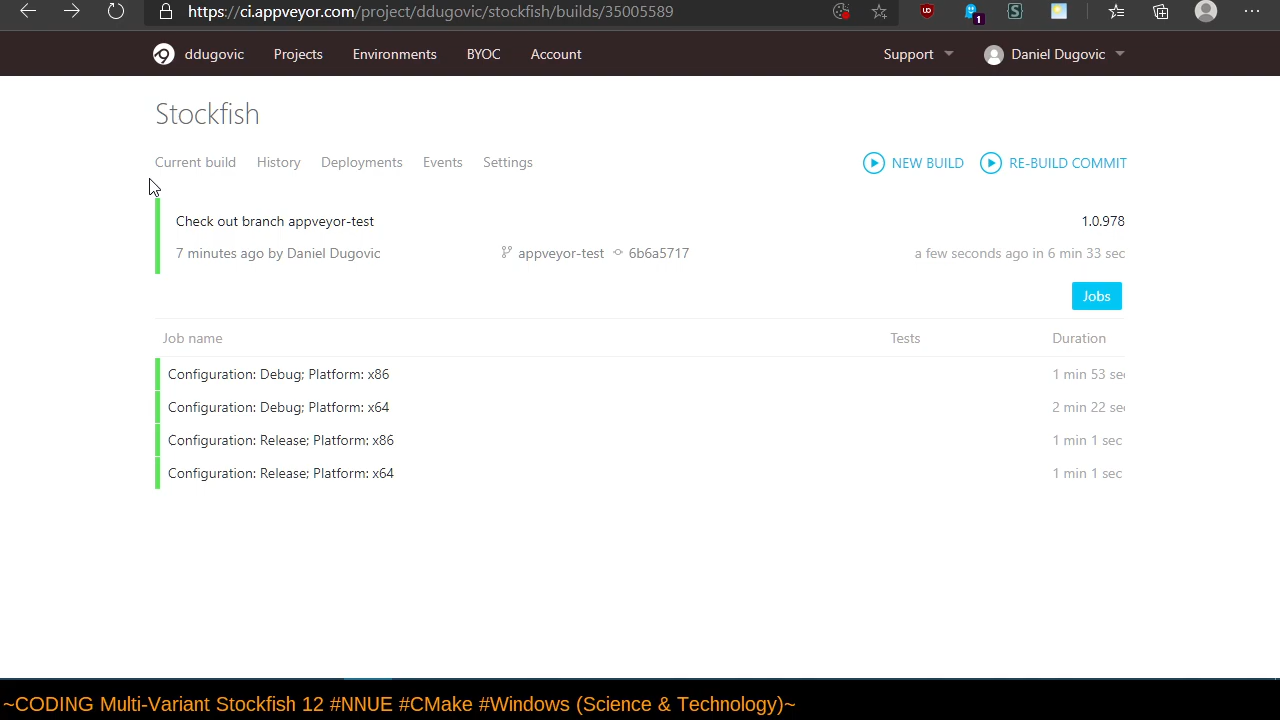 https://ci.appveyor.com/project/ddugovic/stockfish/builds/35005589
ddugovic Projects Environments BYOC Account Support Daniel Dugovic
Stockfish
Current build History Deployments Events Settings NEW BUILD RE-BUILD COMMIT
Check out branch appveyor-test 1.0.978
7 minutes ago by Daniel Dugovic appveyor-test 6b6a5717 a few seconds ago in 6 min 33 sec
Jobs
Job name Tests Duration
Configuration: Debug; Platform: x86 1 min 53 sec
Configuration: Debug; Platform: x64 2 min 22 sec
Configuration: Release; Platform: x86 1 min 1 sec
Configuration: Release; Platform: x64 1 min 1 sec
~CODING Multi-Variant Stockfish 12 #NNUE #CMake #Windows (Science & Technology)~